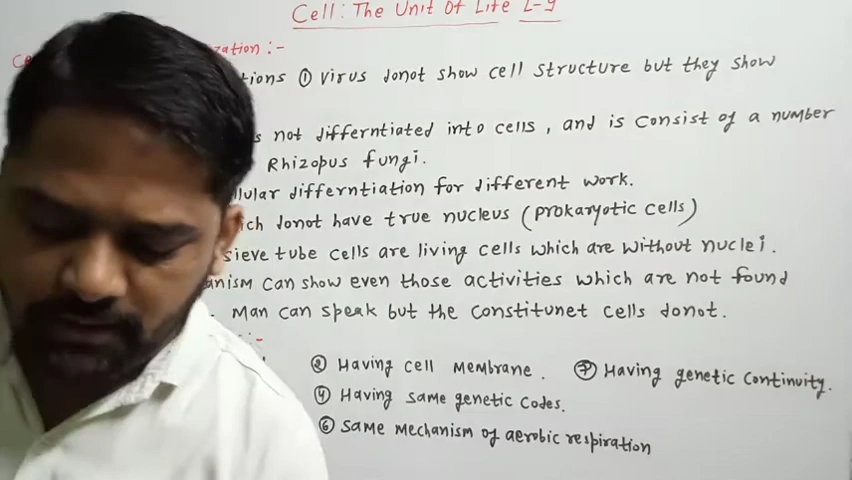 Cell: The Unit Of Life L-9
zation :-
tions ① Virus donot show cell structure but they show
s not differntiated into cells, and is consist of a number
Rhizopus fungi.
llular differntiation for different work.
ich donot have true nucleus (prokaryotic cells)
sieve tube cells are living cells which are without nuclei.
anism can show even those activities which are not found
. Man can speak but the constitunet cells donot.
② Having cell membrane. ⑦ Having genetic continuity.
④ Having same genetic codes.
⑥ Same mechanism of aerobic respiration